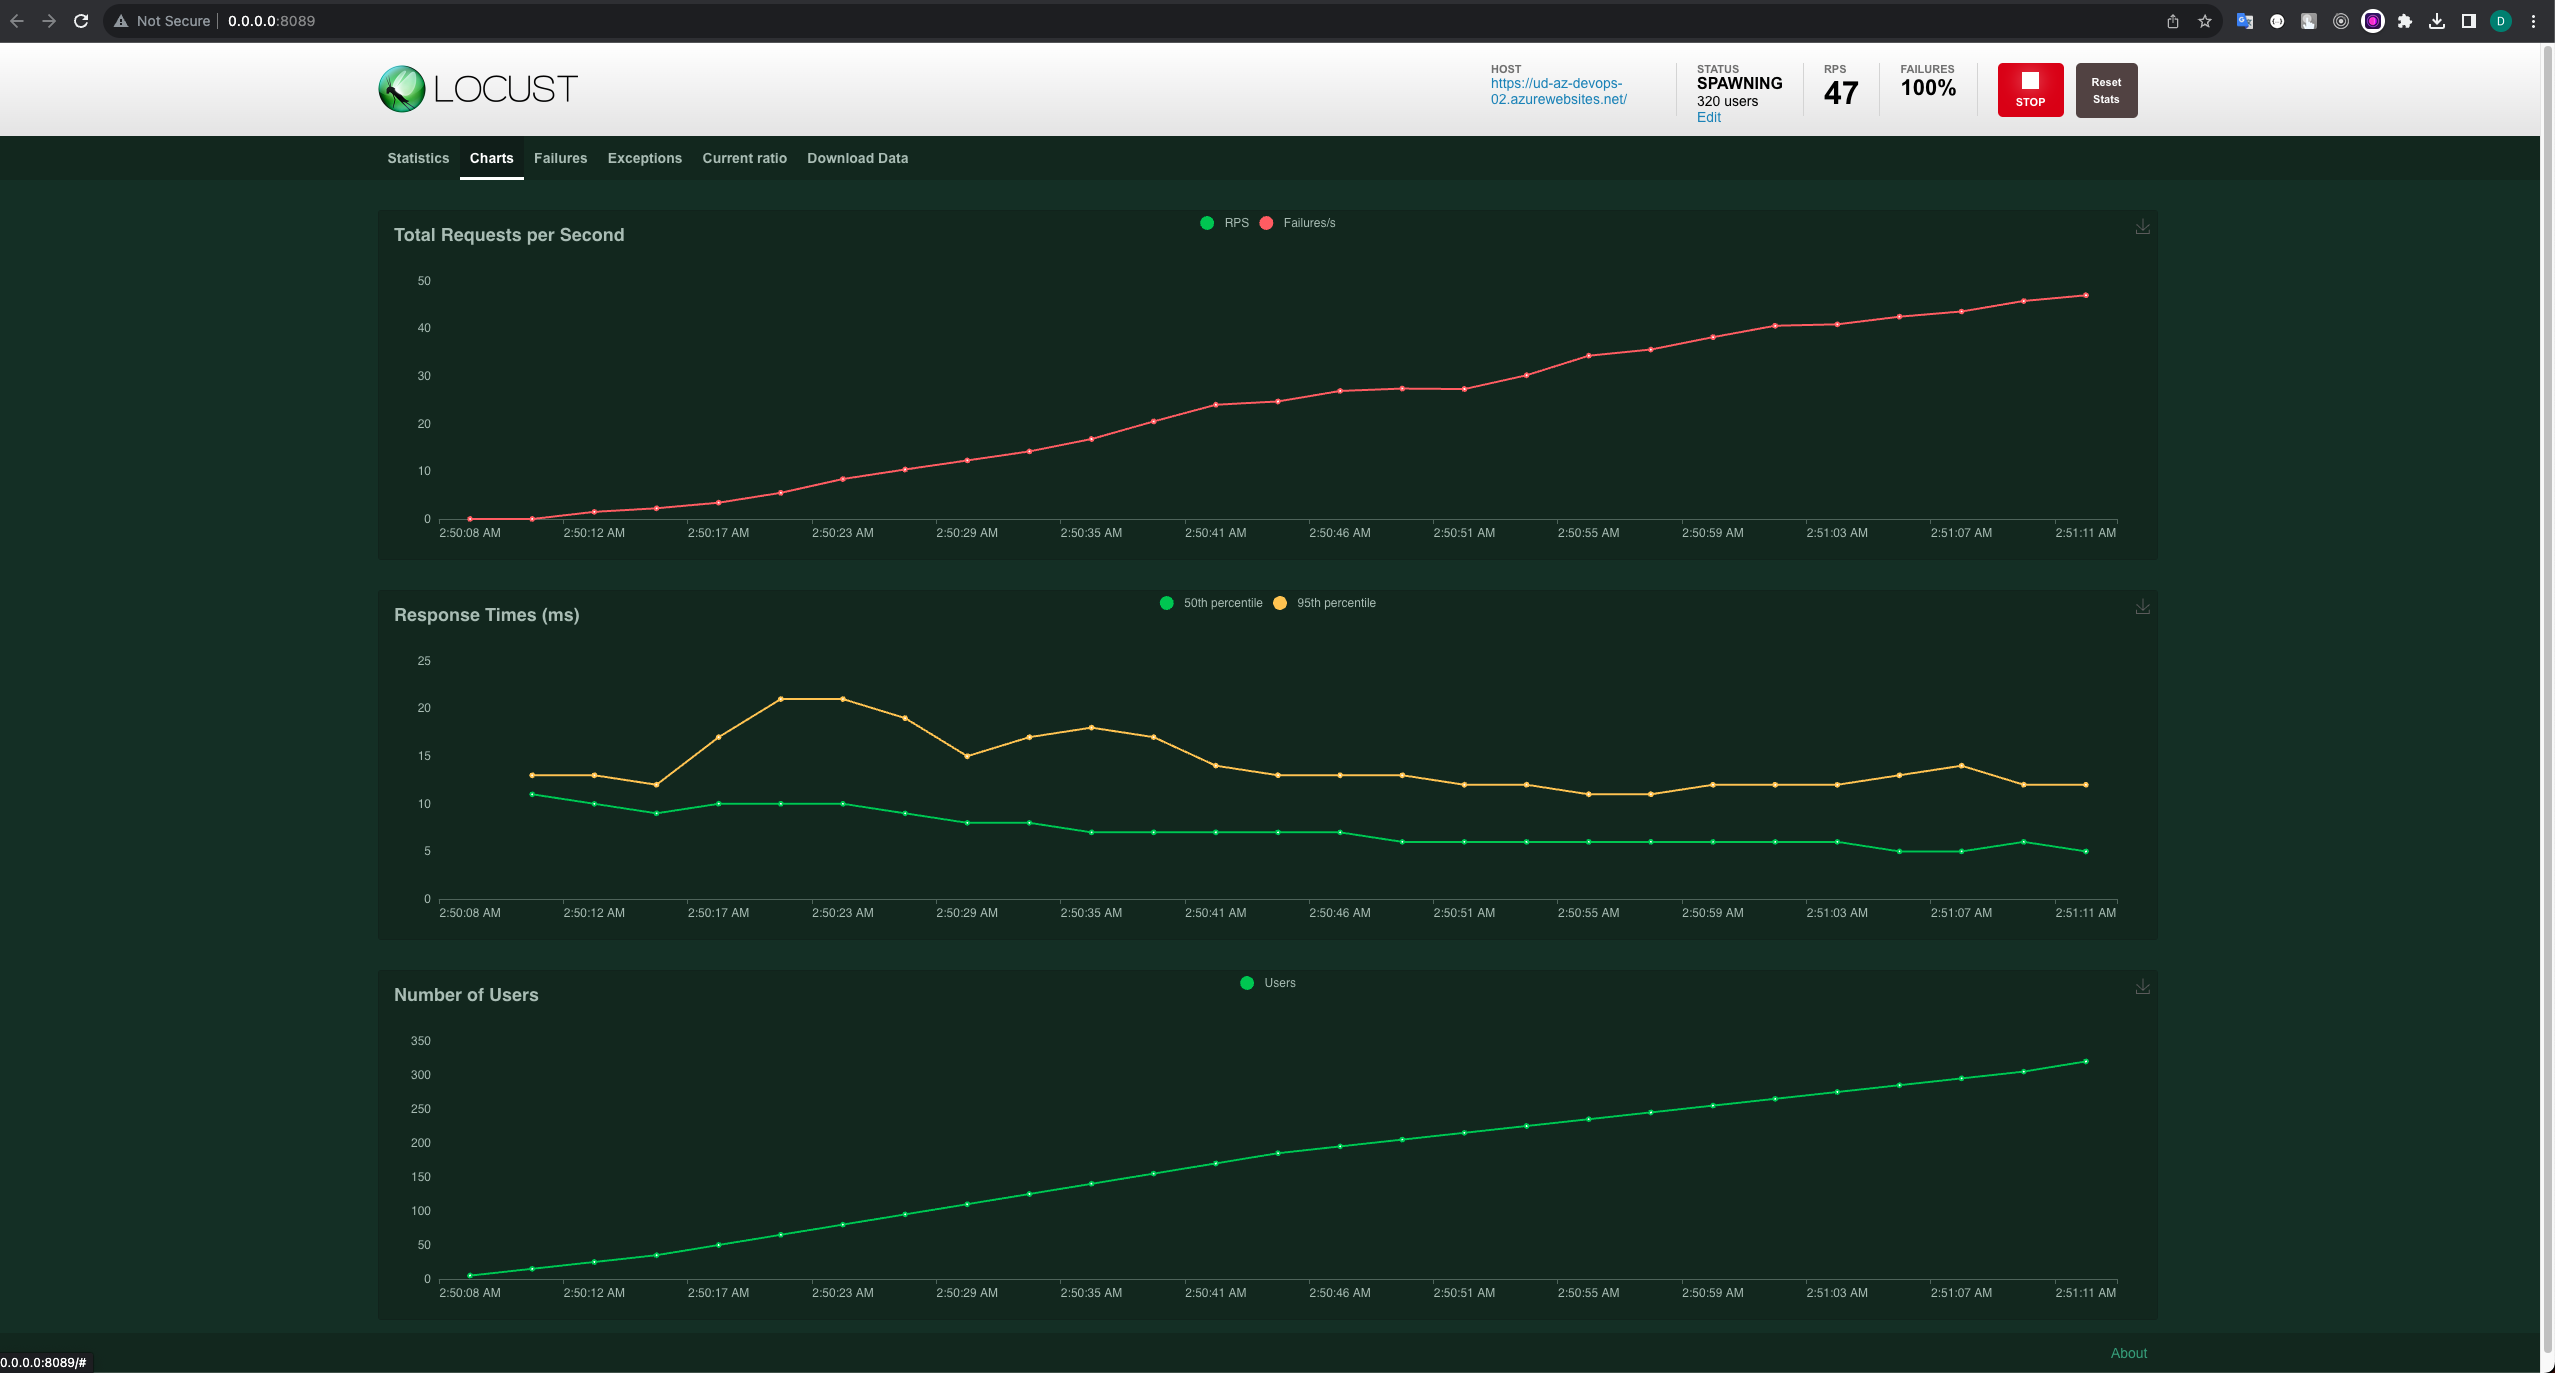 Not Secure
0.0.0.0:8089
D
LOCUST
HOST
https://ud-az-devops-
02.azurewebsites.net/
STATUS
SPAWNING
320 users
Edit
RPS
47
FAILURES
100%
STOP
Reset
Stats
Statistics
Charts
Failures
Exceptions
Current ratio
Download Data
Total Requests per Second
RPS
Failures/s
50
40
30
20
10
0
2:50:08 AM
2:50:12 AM
2:50:17 AM
2:50:23 AM
2:50:29 AM
2:50:35 AM
2:50:41 AM
2:50:46 AM
2:50:51 AM
2:50:55 AM
2:50:59 AM
2:51:03 AM
2:51:07 AM
2:51:11 AM
Response Times (ms)
50th percentile
95th percentile
25
20
15
10
5
0
2:50:08 AM
2:50:12 AM
2:50:17 AM
2:50:23 AM
2:50:29 AM
2:50:35 AM
2:50:41 AM
2:50:46 AM
2:50:51 AM
2:50:55 AM
2:50:59 AM
2:51:03 AM
2:51:07 AM
2:51:11 AM
Number of Users
Users
350
300
250
200
150
100
50
0
2:50:08 AM
2:50:12 AM
2:50:17 AM
2:50:23 AM
2:50:29 AM
2:50:35 AM
2:50:41 AM
2:50:46 AM
2:50:51 AM
2:50:55 AM
2:50:59 AM
2:51:03 AM
2:51:07 AM
2:51:11 AM
About
0.0.0.0:8089/#